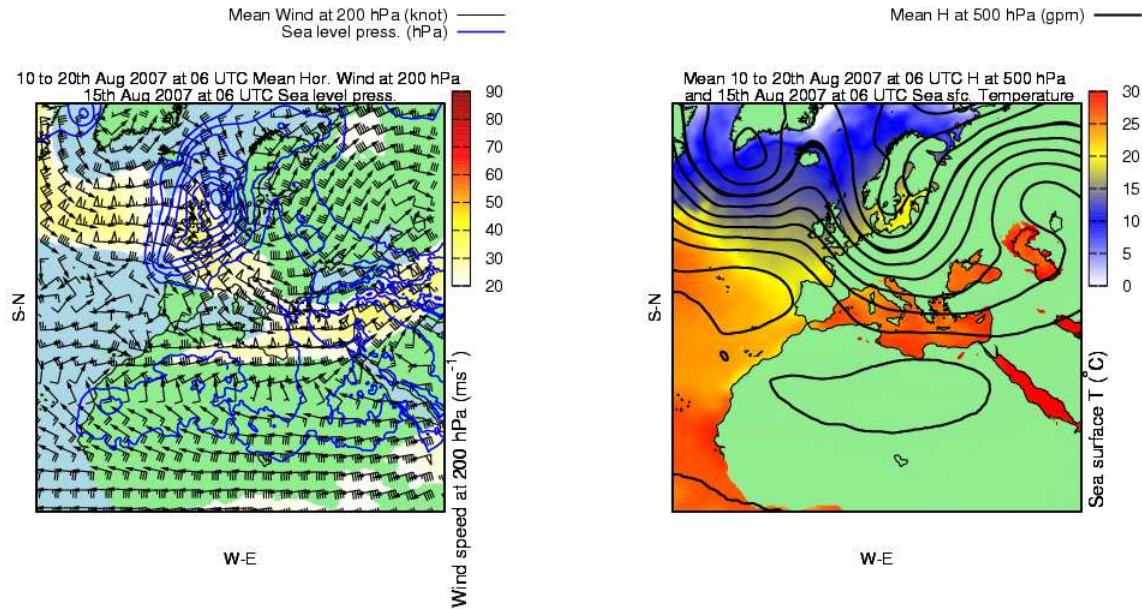 Mean Wind at 200 hPa (knot)
Sea level press. (hPa)
10 to 20th Aug 2007 at 06 UTC Mean Hor. Wind at 200 hPa
15th Aug 2007 at 06 UTC Sea level press.
90
80
70
60
50
40
30
20
S-N
W-E
Wind speed at 200 hPa (ms⁻¹)
Mean H at 500 hPa (gpm)
Mean 10 to 20th Aug 2007 at 06 UTC H at 500 hPa
and 15th Aug 2007 at 06 UTC Sea sfc. Temperature
30
25
20
15
10
5
0
S-N
W-E
Sea surface T (°C)